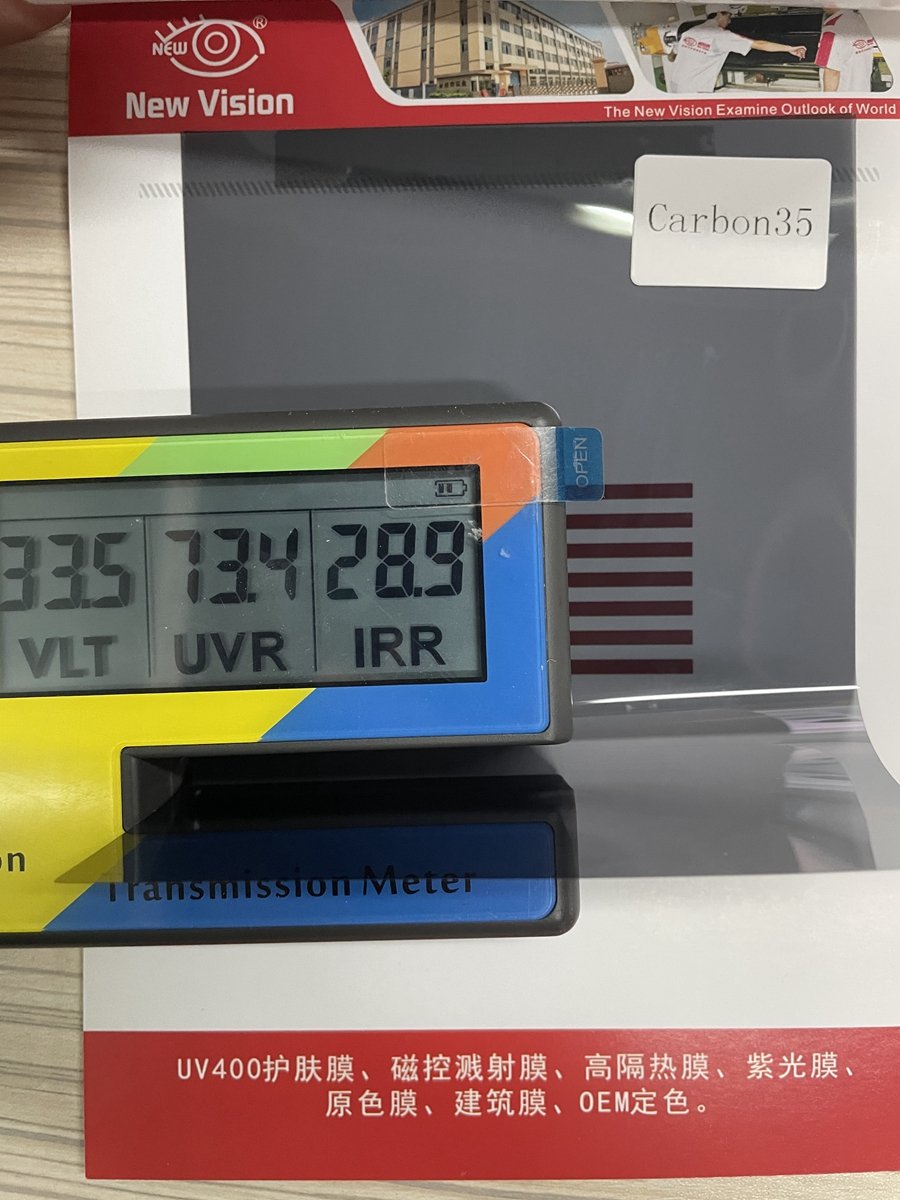 NEW
®
New Vision
The New Vision Examine Outlook of World
Carbon35
OPEN
33.5 73.4 28.9
VLT UVR IRR
on
Transmission Meter
UV400护肤膜、磁控溅射膜、高隔热膜、紫光膜、
原色膜、建筑膜、OEM定色。